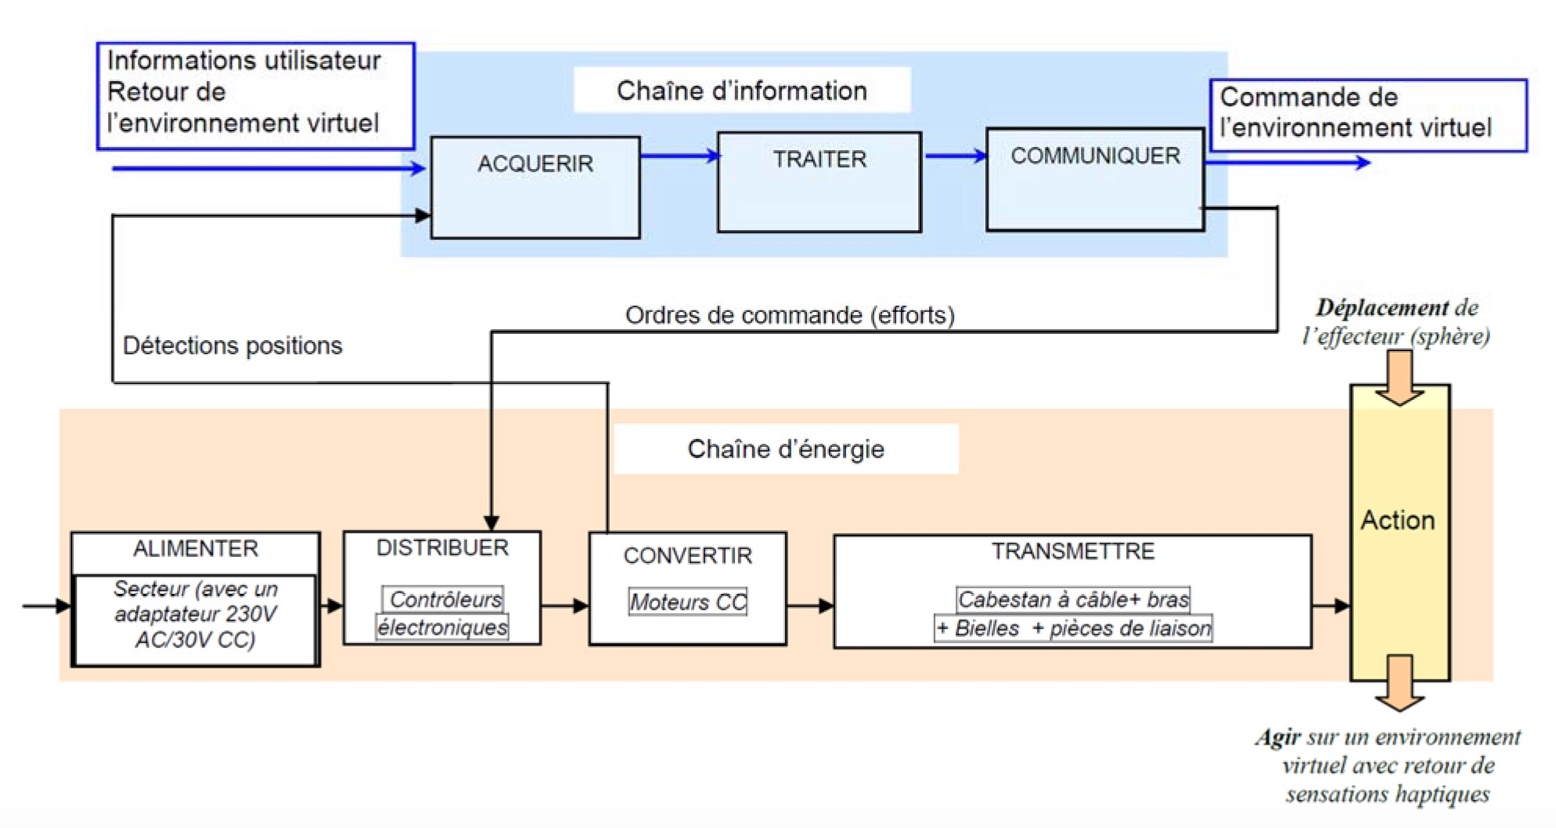 Informations utilisateur
Retour de
l'environnement virtuel
Chaîne d'information
Commande de
l'environnement virtuel
ACQUERIR
TRAITER
COMMUNIQUER
Ordres de commande (efforts)
Détections positions
Déplacement de
l'effecteur (sphère)
Chaîne d'énergie
Action
ALIMENTER
Secteur (avec un
adaptateur 230V
AC/30V CC)
DISTRIBUER
Contrôleurs
électroniques
CONVERTIR
Moteurs CC
TRANSMETTRE
Cabestan à câble+ bras
+ Bielles + pièces de liaison
Agir sur un environnement
virtuel avec retour de
sensations haptiques